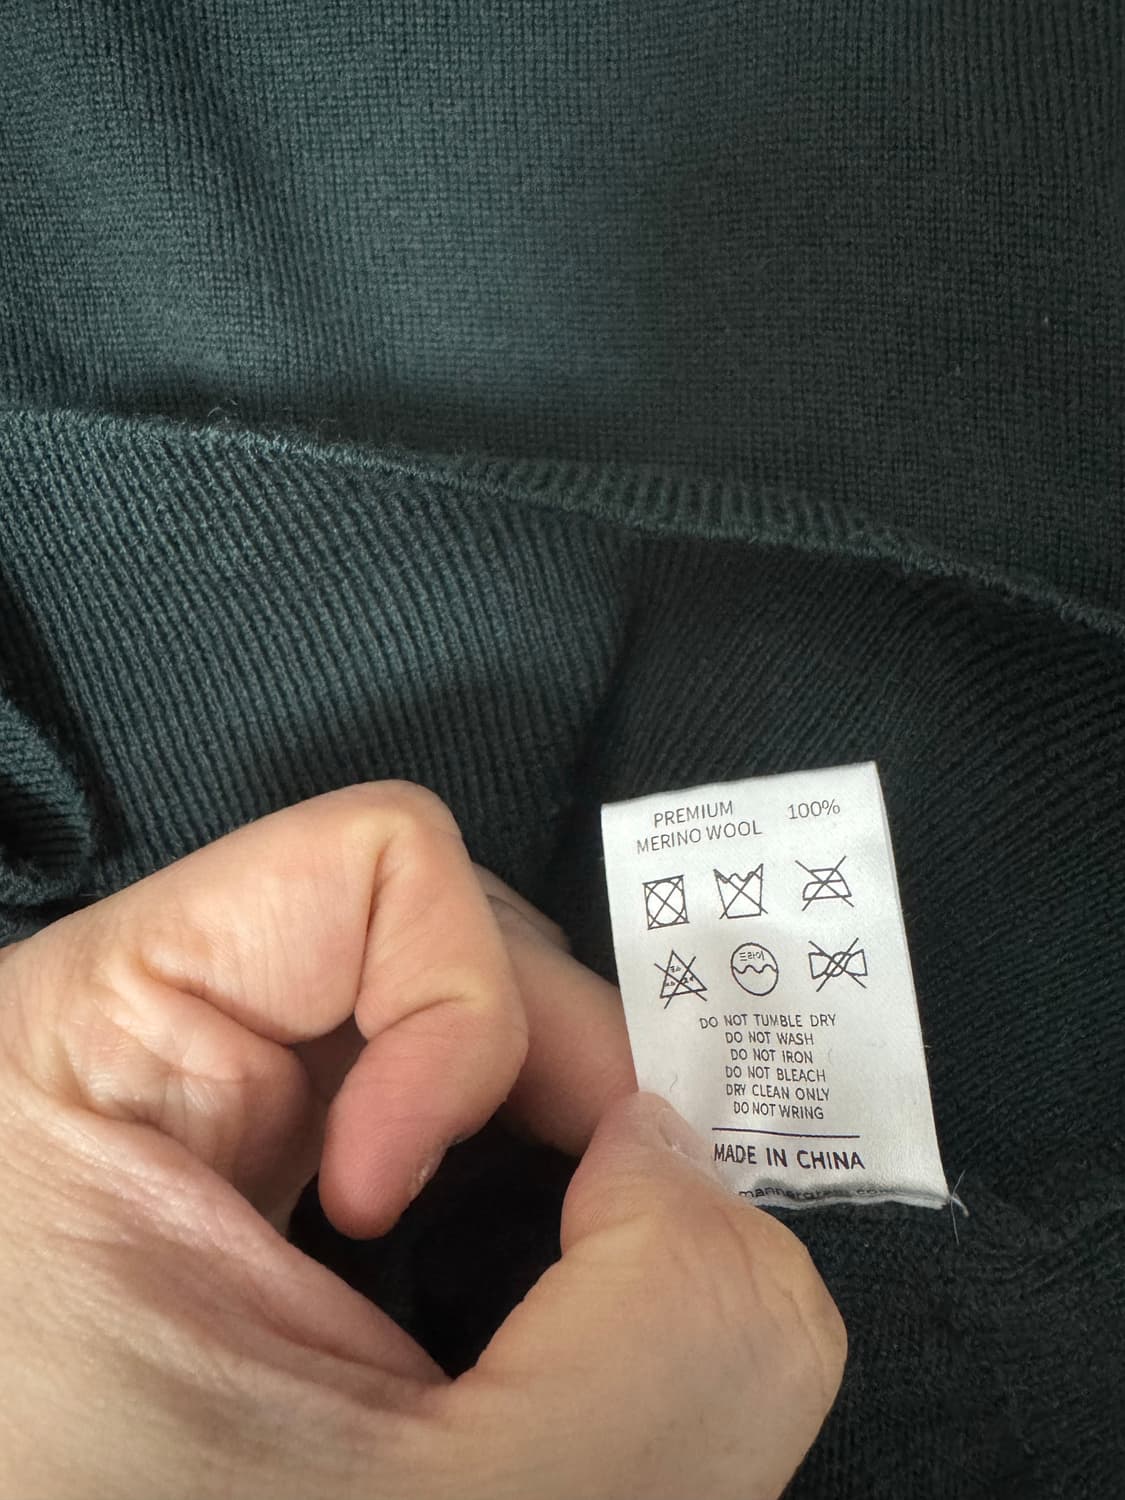 PREMIUM 100%
MERINO WOOL
드라이
DO NOT TUMBLE DRY
DO NOT WASH
DO NOT IRON
DO NOT BLEACH
DRY CLEAN ONLY
DO NOT WRING
MADE IN CHINA